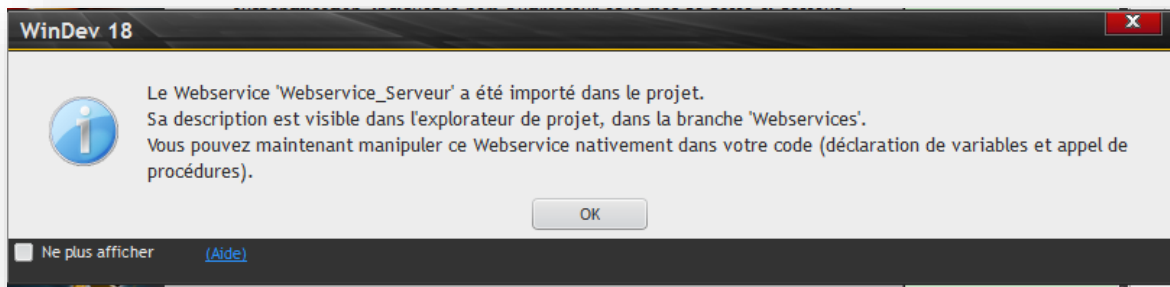 WinDev 18
x
Le Webservice 'Webservice_Serveur' a été importé dans le projet.
Sa description est visible dans l'explorateur de projet, dans la branche 'Webservices'.
Vous pouvez maintenant manipuler ce Webservice nativement dans votre code (déclaration de variables et appel de
procédures).
OK
Ne plus afficher (Aide)